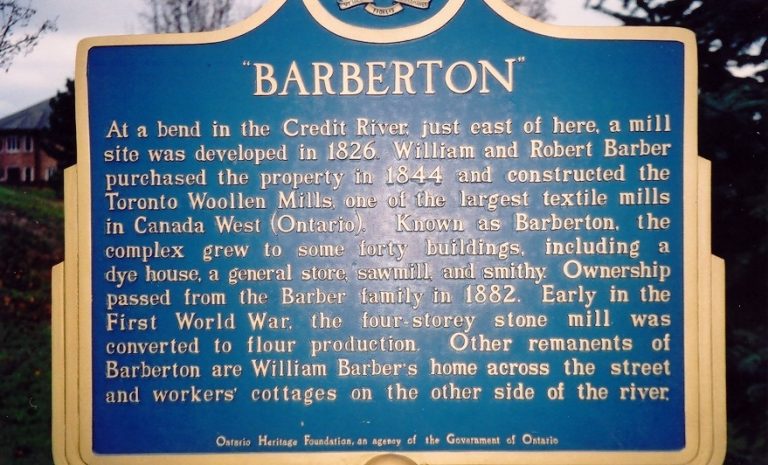 "BARBERTON"
At a bend in the Credit River, just east of here, a mill
site was developed in 1826. William and Robert Barber
purchased the property in 1844 and constructed the
Toronto Woollen Mills, one of the largest textile mills
in Canada West (Ontario). Known as Barberton, the
complex grew to some forty buildings, including a
dye house, a general store, sawmill, and smithy. Ownership
passed from the Barber family in 1882. Early in the
First World War, the four-storey stone mill was
converted to flour production. Other remanents of
Barberton are William Barber's home across the street
and workers' cottages on the other side of the river.
Ontario Heritage Foundation, an agency of the Government of Ontario